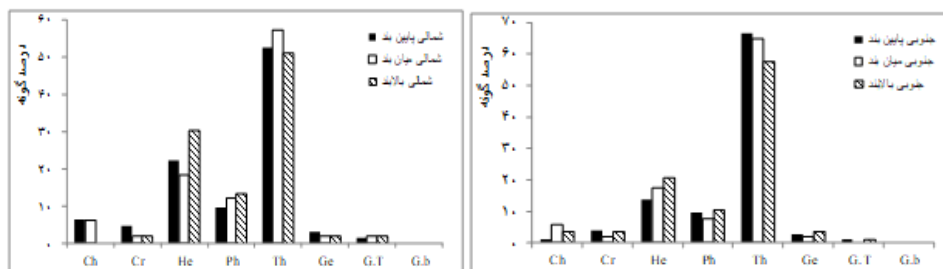 درصد گونه
۶۰
۵۰
۴۰
۳۰
۲۰
۱۰
۰
شمالی پایین بند
شمالی میان بند
شمالی بالابند
Ch Cr He Ph Th Ge G.T G.b
درصد گونه
۷۰
۶۰
۵۰
۴۰
۳۰
۲۰
۱۰
۰
جنوبی پایین بند
جنوبی میان بند
جنوبی بالابند
Ch Cr He Ph Th Ge G.T G.b